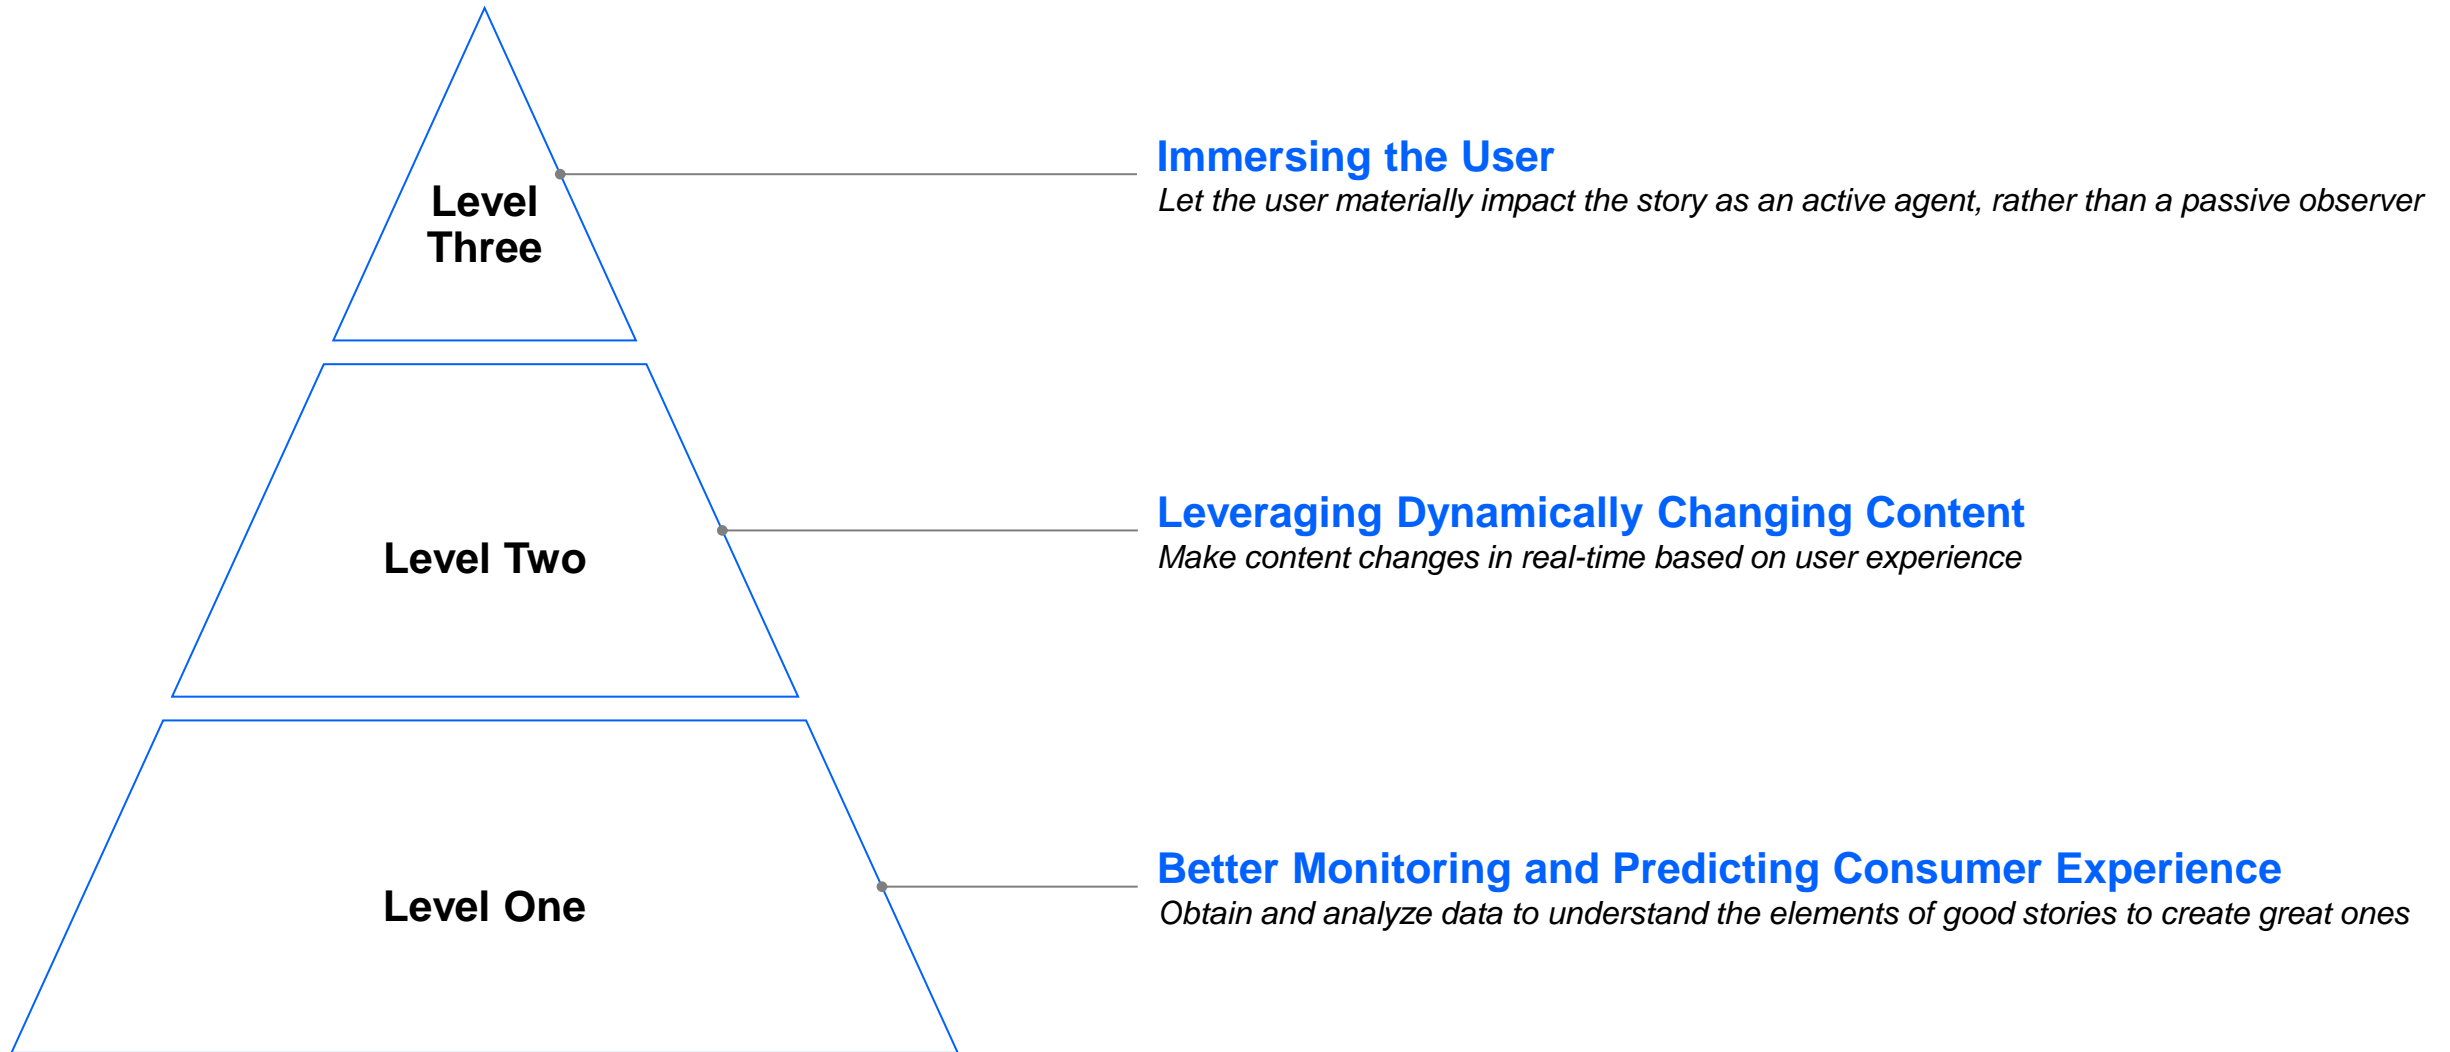 Immersing the User
Let the user materially impact the story as an active agent, rather than a passive observer
Level
Three
Leveraging Dynamically Changing Content
Make content changes in real-time based on user experience
Level Two
Better Monitoring and Predicting Consumer Experience
Obtain and analyze data to understand the elements of good stories to create great ones
Level One